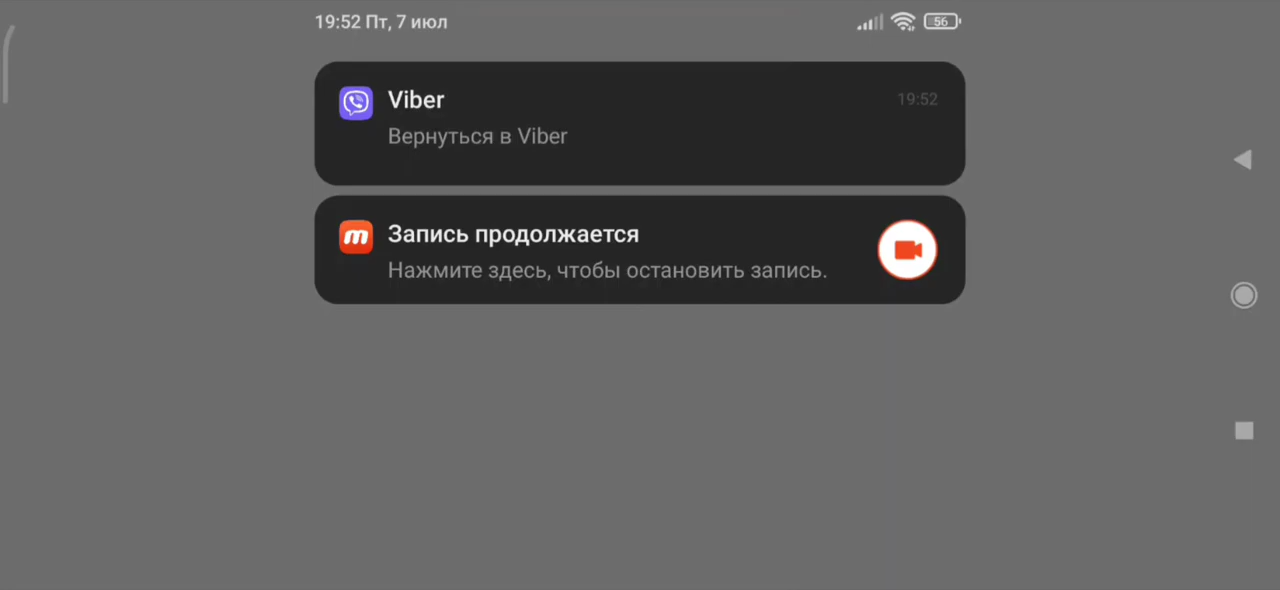 19:52 Пт, 7 июл
56
Viber
19:52
Вернуться в Viber
m
Запись продолжается
Нажмите здесь, чтобы остановить запись.